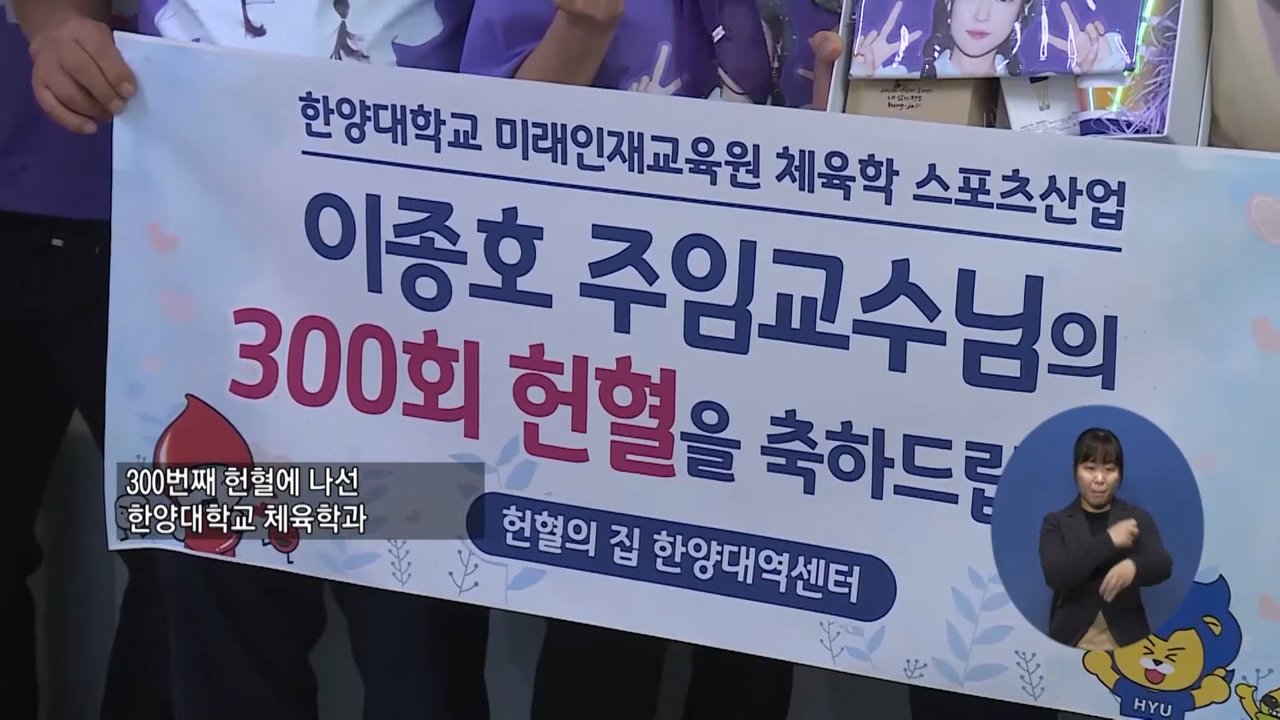 한양대학교 미래인재교육원 체육학 스포츠산업
이종호 주임교수님의
300회 헌혈을 축하드립
헌혈의 집 한양대역센터
300번째 헌혈에 나선
한양대학교 체육학과
HYU